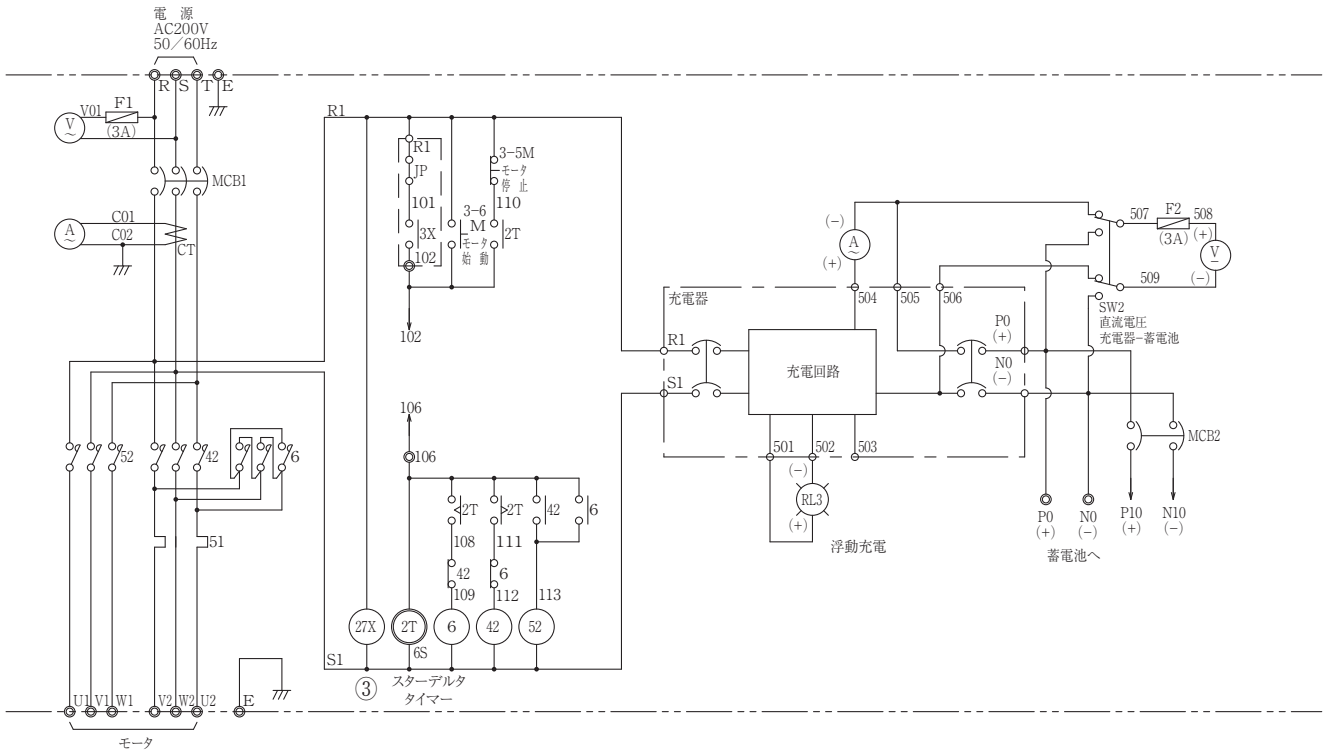 電 源
AC200V
50/60Hz
R S T E
V01 F1
V
~
(3A)
MCB1
C01
A
~
C02
CT
R1
R1
JP
101
3X
102
102
3-6
M
モータ
始 動
3-5M
モータ
停 止
110
2T
106
106
2T
2T
42
6
108
111
42
6
109
112
113
27X
2T
6
42
52
6S
S1
③
スターデルタ
タイマー
52
42
6
51
U1 V1 W1 V2 W2 U2 E
モータ
(-)
A
~
(+)
充電器
504
505
506
R1
S1
充電回路
P0
(+)
N0
(-)
501
502
503
(-)
RL3
(+)
浮動充電
507
F2
508
(3A)
(+)
V
(-)
509
SW2
直流電圧
充電器-蓄電池
MCB2
P0
(+)
N0
(-)
P10
(+)
N10
(-)
蓄電池へ